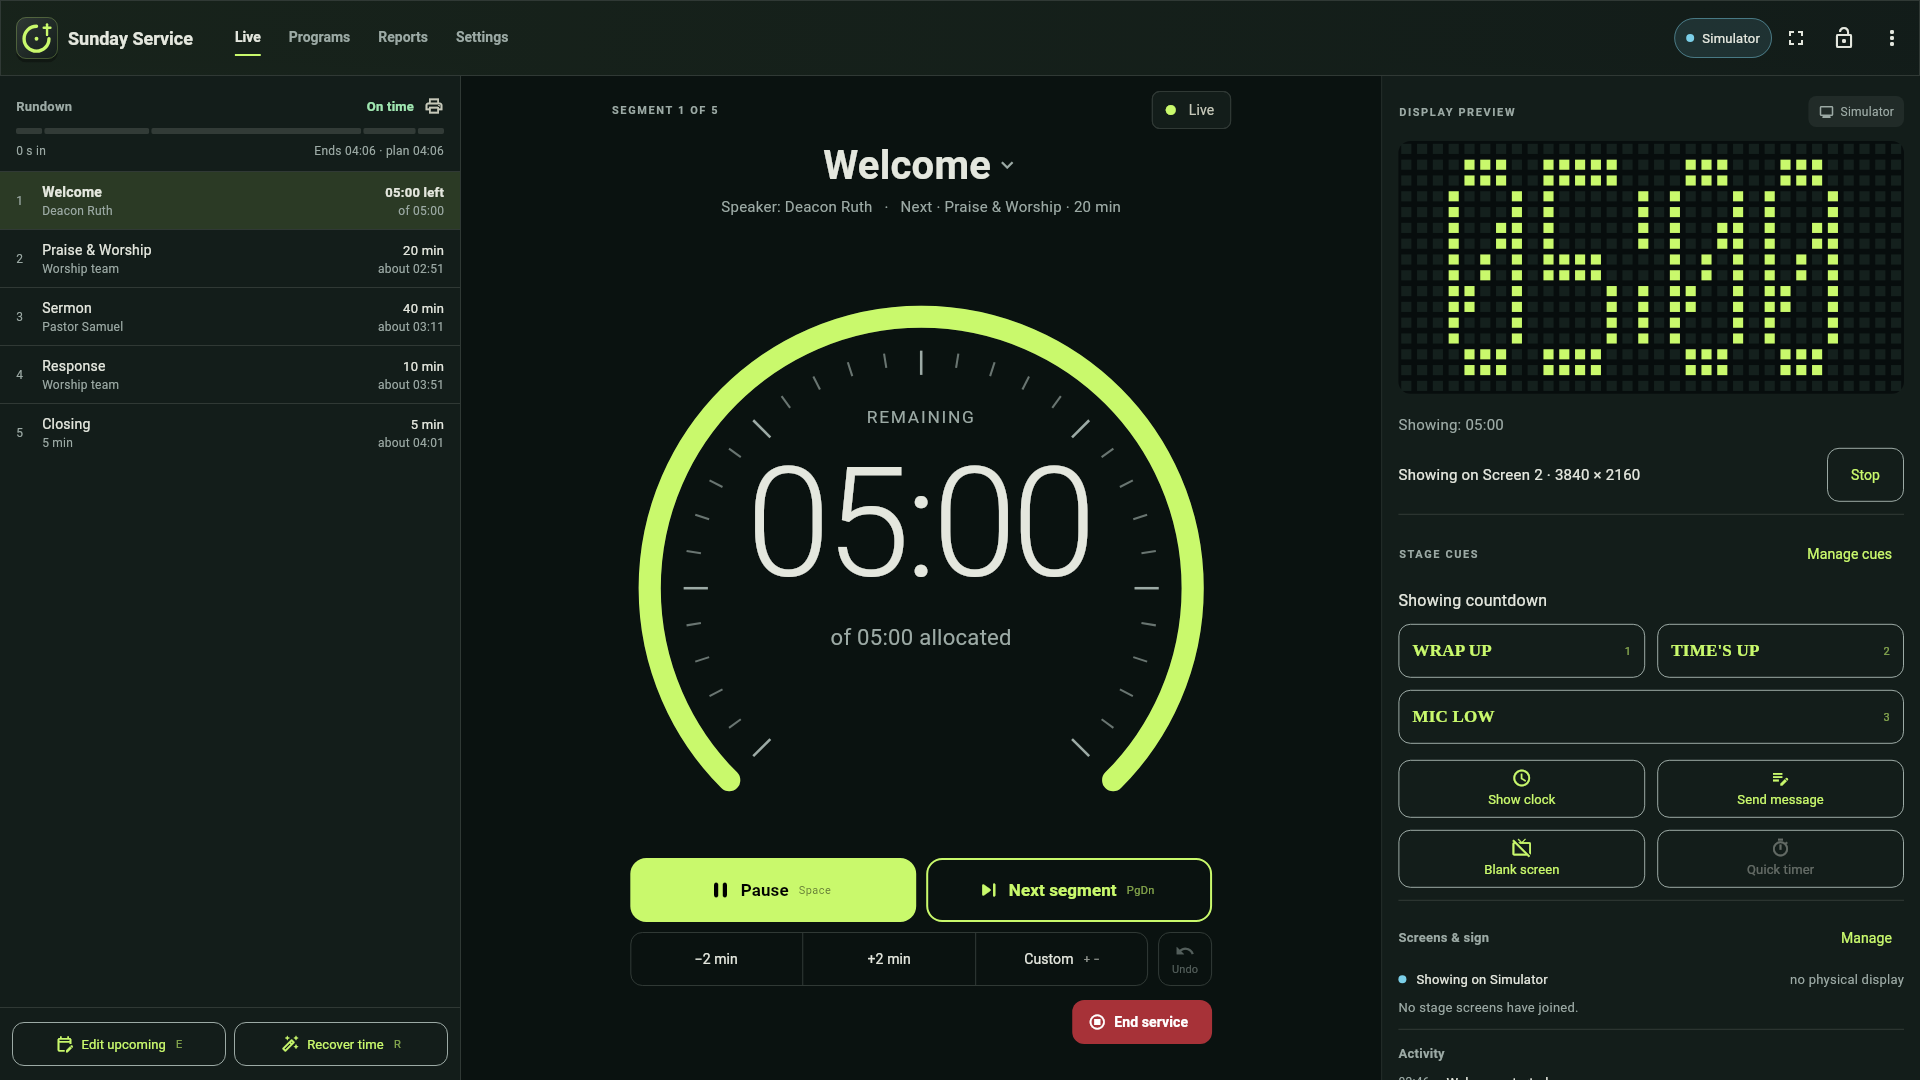 Sunday Service
Live
Programs
Reports
Settings
Simulator
Rundown
On time
0 s in
Ends 04:06 · plan 04:06
1
Welcome
05:00 left
Deacon Ruth
of 05:00
2
Praise & Worship
20 min
Worship team
about 02:51
3
Sermon
40 min
Pastor Samuel
about 03:11
4
Response
10 min
Worship team
about 03:51
5
Closing
5 min
5 min
about 04:01
Edit upcoming E
Recover time R
SEGMENT 1 OF 5
Live
Welcome
Speaker: Deacon Ruth · Next · Praise & Worship · 20 min
REMAINING
05:00
of 05:00 allocated
Pause Space
Next segment PgDn
−2 min
+2 min
Custom + −
Undo
End service
DISPLAY PREVIEW
Simulator
05:00
Showing: 05:00
Showing on Screen 2 · 3840 × 2160
Stop
STAGE CUES
Manage cues
Showing countdown
WRAP UP 1
TIME'S UP 2
MIC LOW 3
Show clock
Send message
Blank screen
Quick timer
Screens & sign
Manage
Showing on Simulator
no physical display
No stage screens have joined.
Activity